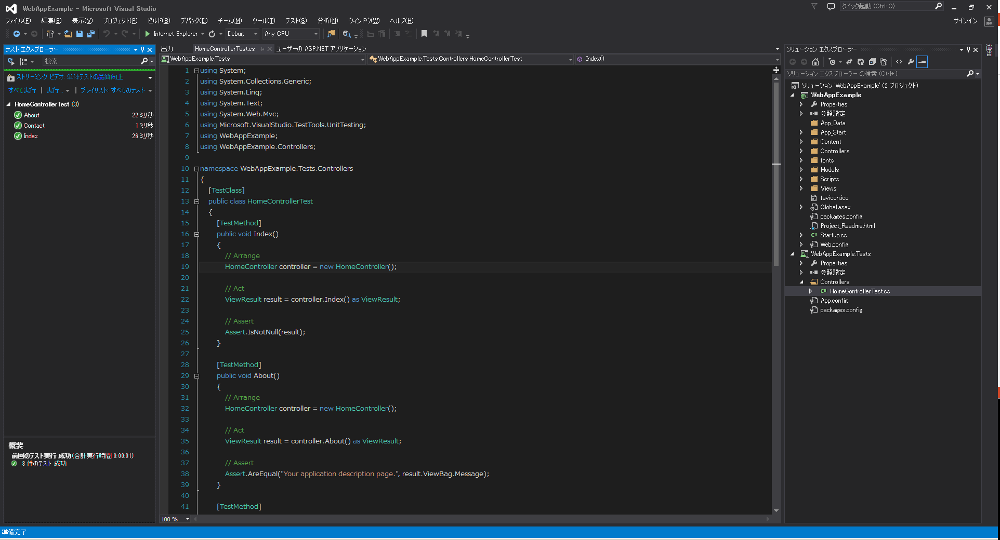 WebAppExample - Microsoft Visual Studio
クイック起動 (Ctrl+Q)
ファイル(F) 編集(E) 表示(V) プロジェクト(P) ビルド(B) デバッグ(D) チーム(M) ツール(T) テスト(S) 分析(N) ウィンドウ(W) ヘルプ(H)
サインイン
Internet Explorer Debug Any CPU
テスト エクスプローラー
検索
ストリーミング ビデオ: 単体テストの品質向上
すべて実行 | 実行... | プレイリスト: すべてのテスト
HomeControllerTest (3)
About 22 ミリ秒
Contact 1 ミリ秒
Index 26 ミリ秒
概要
前回のテスト実行 成功(合計実行時間 0:00:01)
3 件のテスト 成功
出力 HomeControllerTest.cs ユーザーの ASP.NET アプリケーション
WebAppExample.Tests WebAppExample.Tests.Controllers.HomeControllerTest Index()
1 using System;
2 using System.Collections.Generic;
3 using System.Linq;
4 using System.Text;
5 using System.Web.Mvc;
6 using Microsoft.VisualStudio.TestTools.UnitTesting;
7 using WebAppExample;
8 using WebAppExample.Controllers;
9
10 namespace WebAppExample.Tests.Controllers
11 {
12 [TestClass]
13 public class HomeControllerTest
14 {
15 [TestMethod]
16 public void Index()
17 {
18 // Arrange
19 HomeController controller = new HomeController();
20
21 // Act
22 ViewResult result = controller.Index() as ViewResult;
23
24 // Assert
25 Assert.IsNotNull(result);
26 }
27
28 [TestMethod]
29 public void About()
30 {
31 // Arrange
32 HomeController controller = new HomeController();
33
34 // Act
35 ViewResult result = controller.About() as ViewResult;
36
37 // Assert
38 Assert.AreEqual("Your application description page.", result.ViewBag.Message);
39 }
40
41 [TestMethod]
100 %
ソリューション エクスプローラー
ソリューション エクスプローラー の検索 (Ctrl+:)
ソリューション 'WebAppExample' (2 プロジェクト)
WebAppExample
Properties
参照設定
App_Data
App_Start
Content
Controllers
fonts
Models
Scripts
Views
favicon.ico
Global.asax
packages.config
Project_Readme.html
C# Startup.cs
Web.config
WebAppExample.Tests
Properties
参照設定
Controllers
C# HomeControllerTest.cs
App.config
packages.config
通知
準備完了